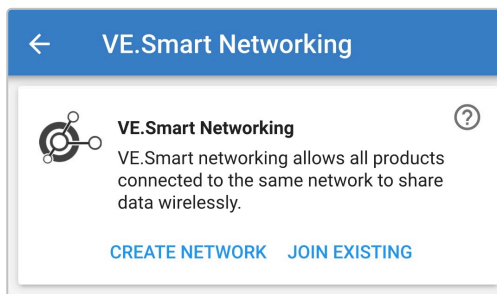 VE.Smart Networking
VE.Smart Networking
VE.Smart networking allows all products
connected to the same network to share
data wirelessly.
CREATE NETWORK JOIN EXISTING